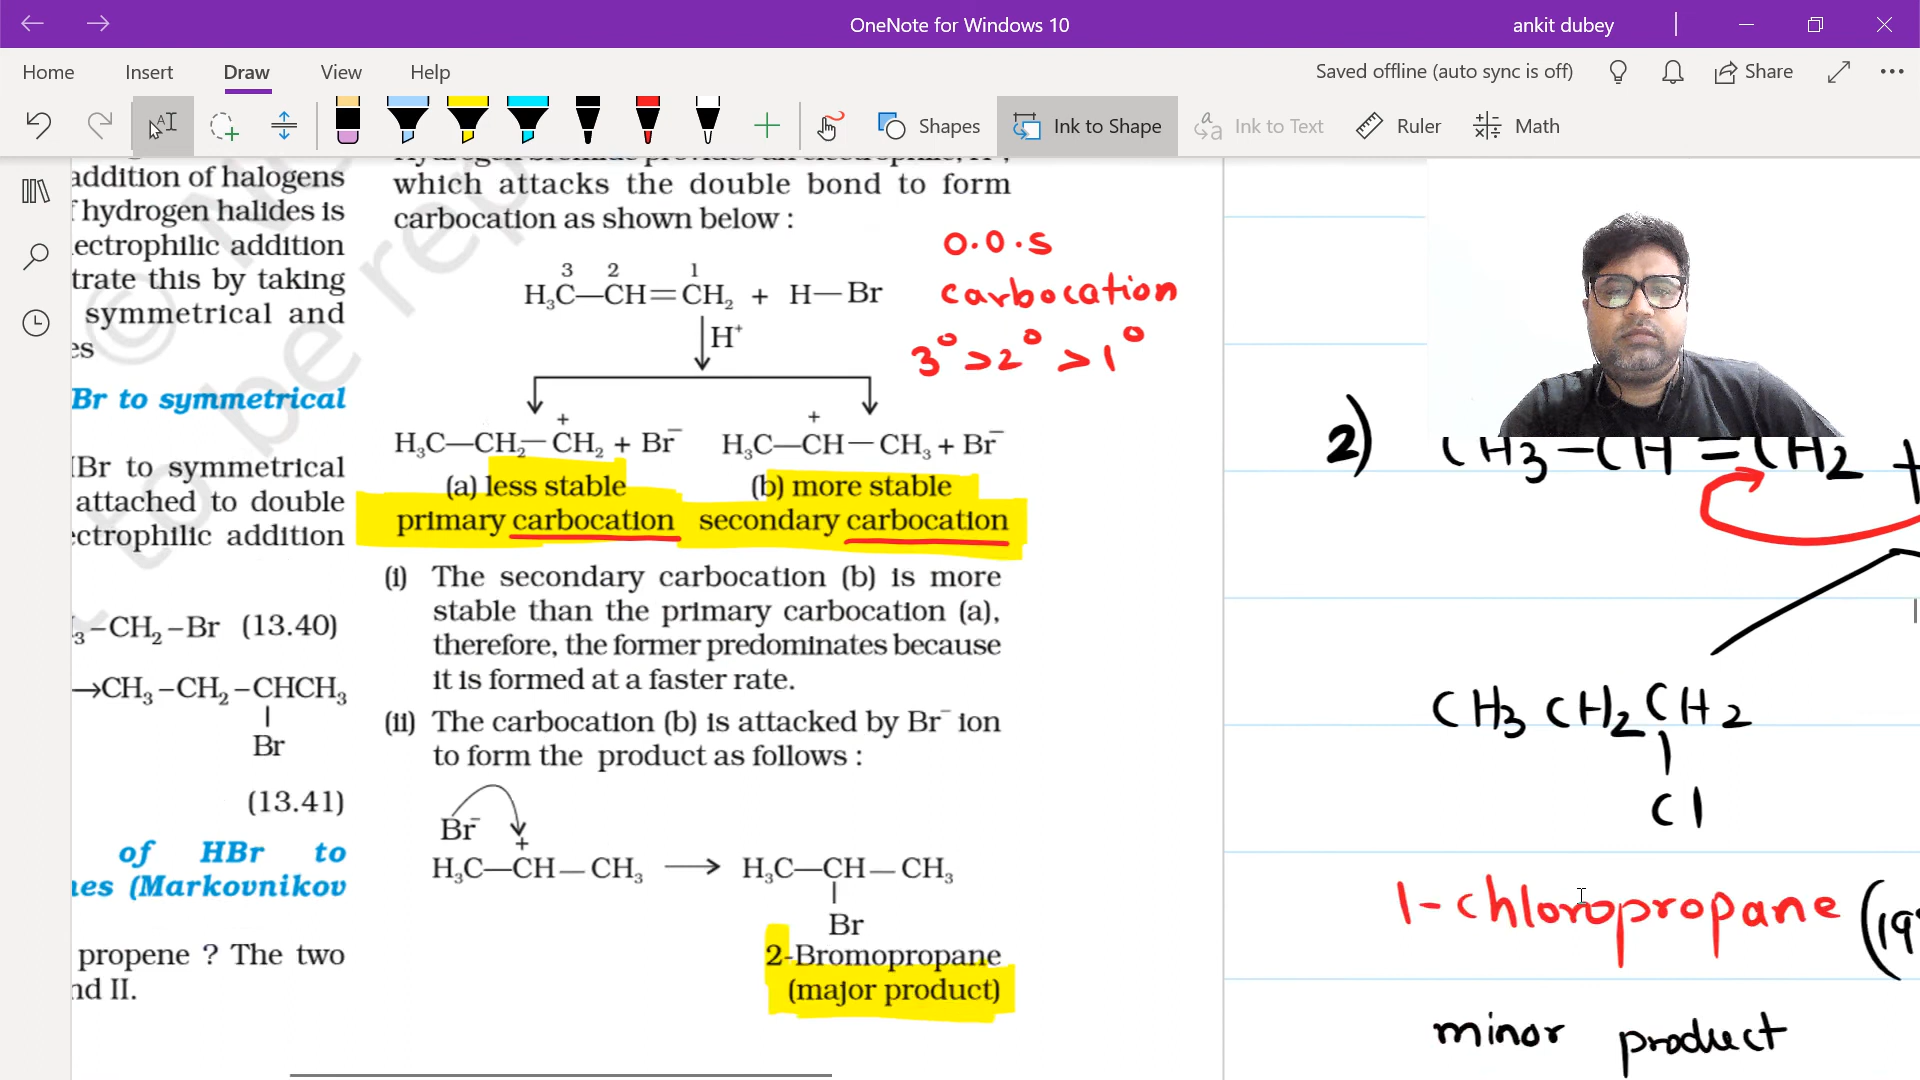 OneNote for Windows 10
ankit dubey
Home Insert Draw View Help
Saved offline (auto sync is off)
Share
Shapes
Ink to Shape
Ink to Text
Ruler
Math
addition of halogens
f hydrogen halides is
ectrophilic addition
trate this by taking
symmetrical and
es
Br to symmetrical
HBr to symmetrical
attached to double
ectrophilic addition
₃–CH₂–Br (13.40)
→CH₃–CH₂–CHCH₃
|
Br
(13.41)
of HBr to
nes (Markovnikov
propene ? The two
nd II.
which attacks the double bond to form
carbocation as shown below :
3 2 1
H₃C—CH=CH₂ + H—Br
H⁺
+ +
H₃C—CH₂—CH₂ + Br⁻ H₃C—CH—CH₃ + Br⁻
(a) less stable (b) more stable
primary carbocation secondary carbocation
(i) The secondary carbocation (b) is more
stable than the primary carbocation (a),
therefore, the former predominates because
it is formed at a faster rate.
(ii) The carbocation (b) is attacked by Br⁻ ion
to form the product as follows :
Br⁻
+
H₃C—CH—CH₃ → H₃C—CH—CH₃
|
Br
2-Bromopropane
(major product)
O.O.S
carbocation
3° > 2° > 1°
2) CH3-CH=CH2 +
CH3 CH2 CH2
|
Cl
1-chloropropane
minor product